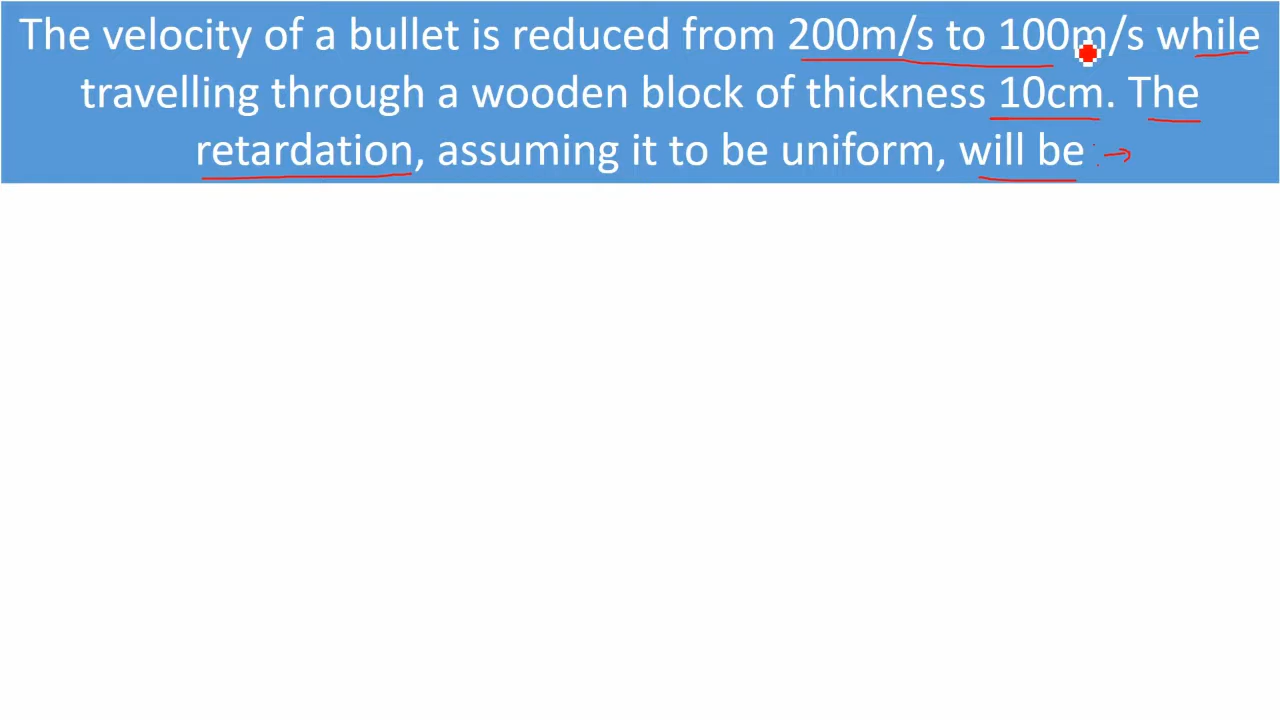 The velocity of a bullet is reduced from 200m/s to 100m/s while
travelling through a wooden block of thickness 10cm. The
retardation, assuming it to be uniform, will be